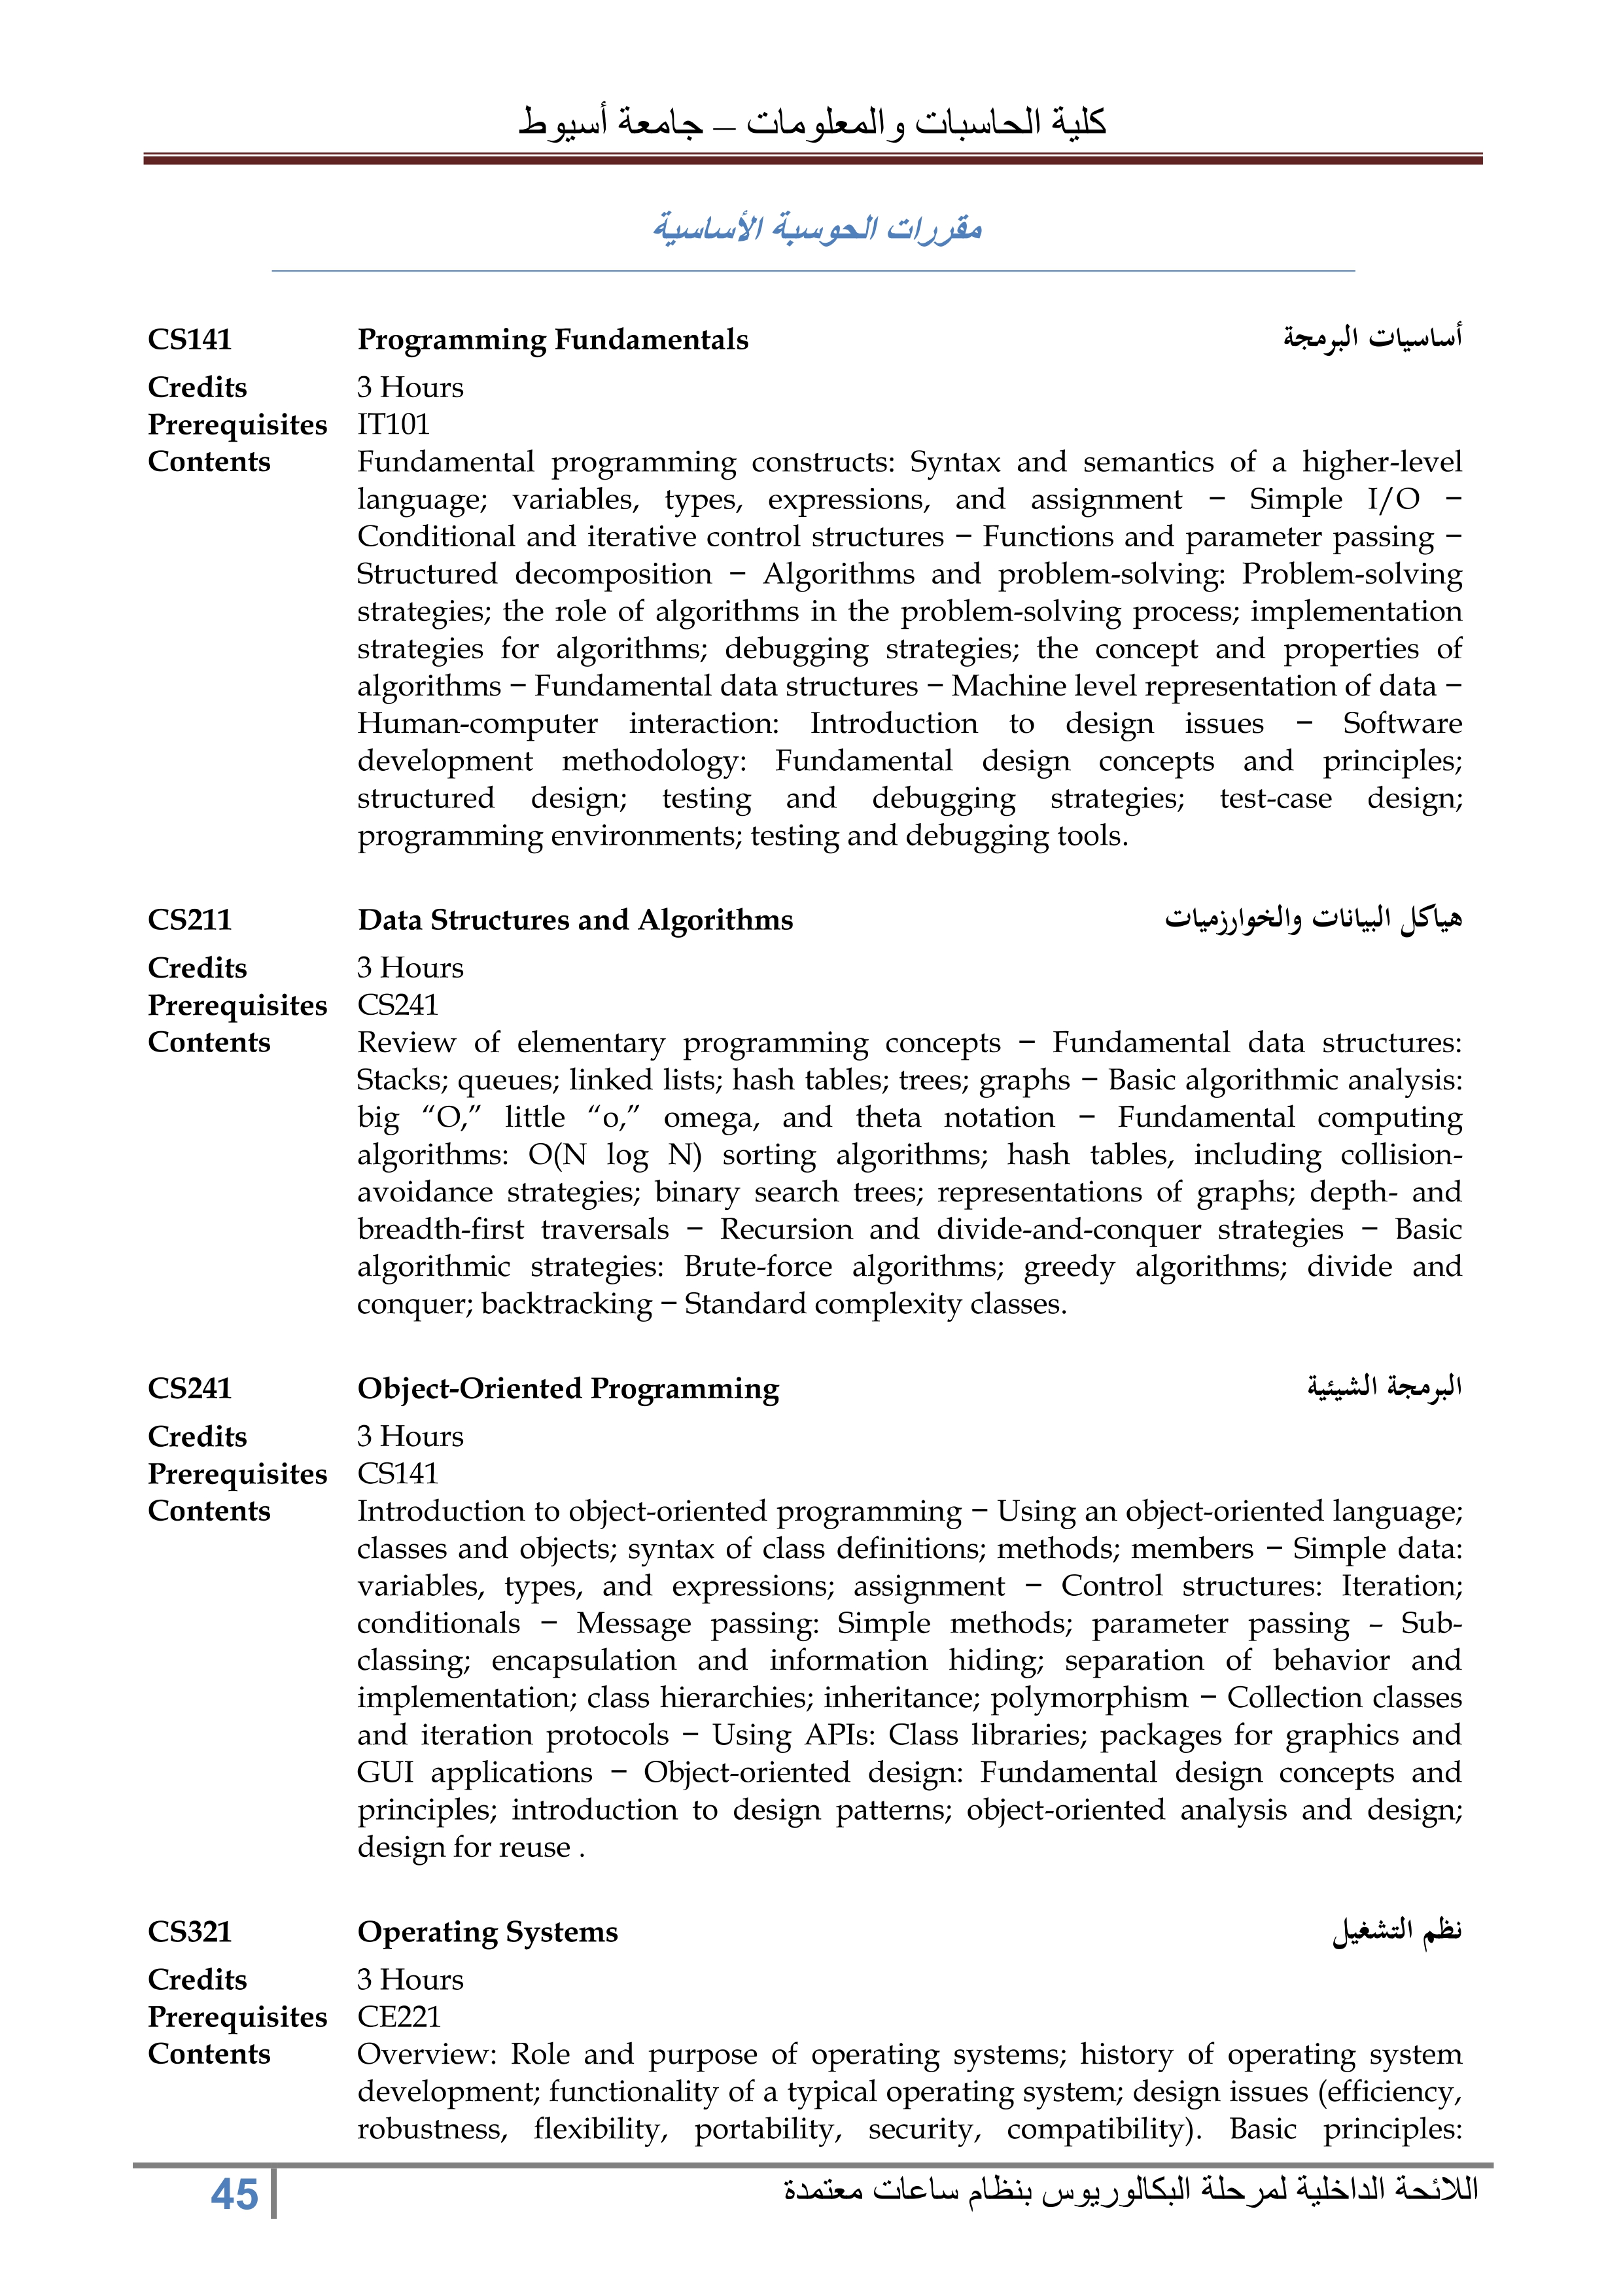 كلية الحاسبات والمعلومات – جامعة أسيوط
مقررات الحوسبة الأساسية
CS141 Programming Fundamentals أساسيات البرمجة
Credits 3 Hours
Prerequisites IT101
Contents Fundamental programming constructs: Syntax and semantics of a higher-level
language; variables, types, expressions, and assignment − Simple I/O −
Conditional and iterative control structures − Functions and parameter passing −
Structured decomposition − Algorithms and problem-solving: Problem-solving
strategies; the role of algorithms in the problem-solving process; implementation
strategies for algorithms; debugging strategies; the concept and properties of
algorithms − Fundamental data structures − Machine level representation of data −
Human-computer interaction: Introduction to design issues − Software
development methodology: Fundamental design concepts and principles;
structured design; testing and debugging strategies; test-case design;
programming environments; testing and debugging tools.
CS211 Data Structures and Algorithms هياكل البيانات والخوارزميات
Credits 3 Hours
Prerequisites CS241
Contents Review of elementary programming concepts − Fundamental data structures:
Stacks; queues; linked lists; hash tables; trees; graphs − Basic algorithmic analysis:
big “O,” little “o,” omega, and theta notation − Fundamental computing
algorithms: O(N log N) sorting algorithms; hash tables, including collision-
avoidance strategies; binary search trees; representations of graphs; depth- and
breadth-first traversals − Recursion and divide-and-conquer strategies − Basic
algorithmic strategies: Brute-force algorithms; greedy algorithms; divide and
conquer; backtracking − Standard complexity classes.
CS241 Object-Oriented Programming البرمجة الشيئية
Credits 3 Hours
Prerequisites CS141
Contents Introduction to object-oriented programming − Using an object-oriented language;
classes and objects; syntax of class definitions; methods; members − Simple data:
variables, types, and expressions; assignment − Control structures: Iteration;
conditionals − Message passing: Simple methods; parameter passing – Sub-
classing; encapsulation and information hiding; separation of behavior and
implementation; class hierarchies; inheritance; polymorphism − Collection classes
and iteration protocols − Using APIs: Class libraries; packages for graphics and
GUI applications − Object-oriented design: Fundamental design concepts and
principles; introduction to design patterns; object-oriented analysis and design;
design for reuse .
CS321 Operating Systems نظم التشغيل
Credits 3 Hours
Prerequisites CE221
Contents Overview: Role and purpose of operating systems; history of operating system
development; functionality of a typical operating system; design issues (efficiency,
robustness, flexibility, portability, security, compatibility). Basic principles:
45 اللائحة الداخلية لمرحلة البكالوريوس بنظام ساعات معتمدة